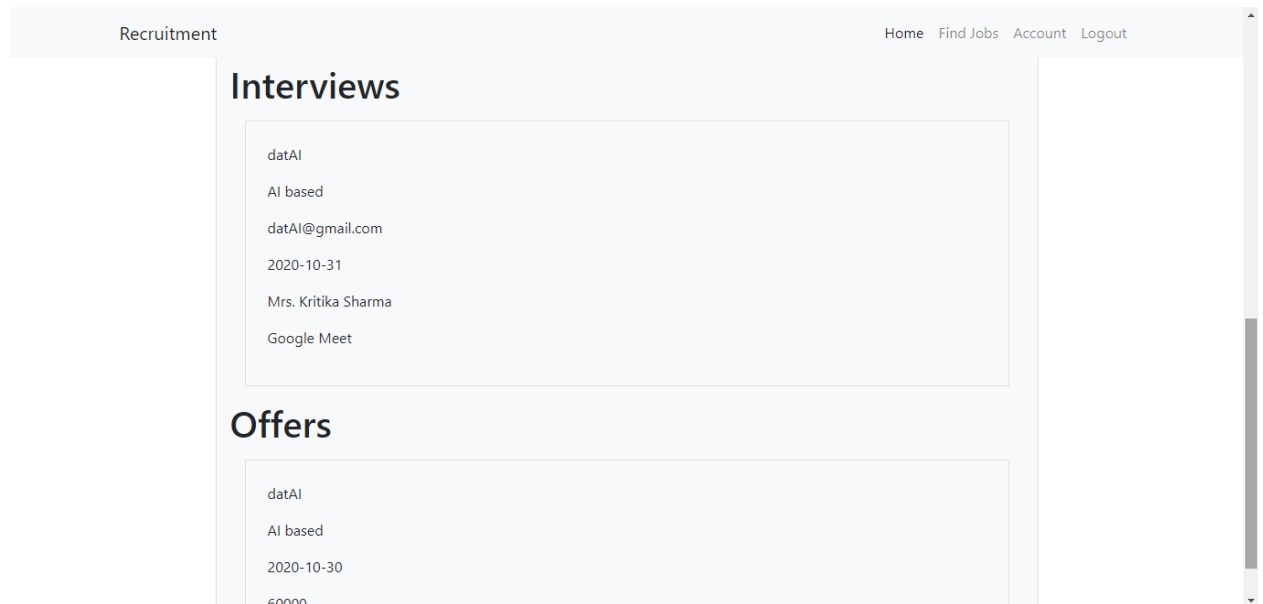 Recruitment
Home Find Jobs Account Logout
Interviews
datAI
AI based
datAI@gmail.com
2020-10-31
Mrs. Kritika Sharma
Google Meet
Offers
datAI
AI based
2020-10-30
60000